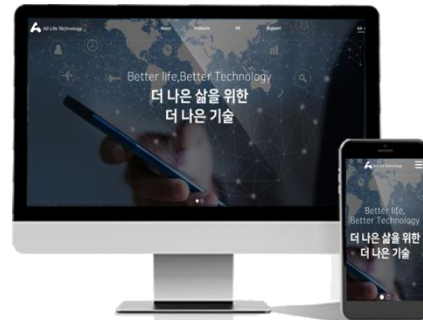 All Life Technology
About
Products
PR
Support
Better life,Better Technology
더 나은 삶을 위한
더 나은 기술
All Life Technology
Better life,
Better Technology
더 나은 삶을 위한
더 나은 기술